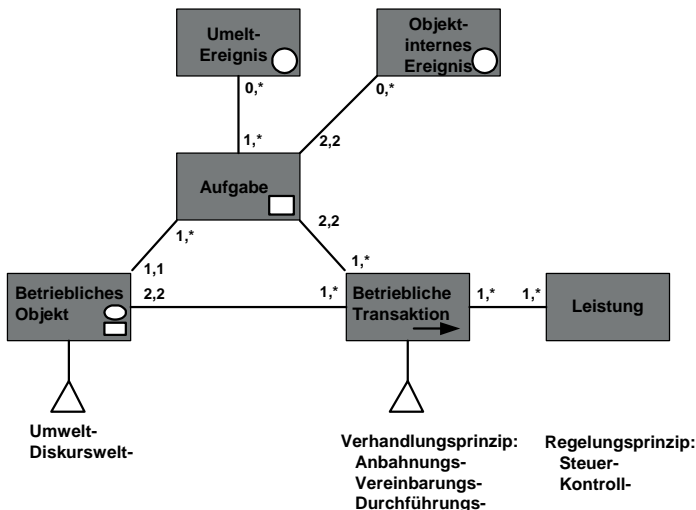 Umelt-
Ereignis
Objekt-
internes
Ereignis
0,*
0,*
1,*
2,2
Aufgabe
1,*
2,2
1,1
1,*
Betriebliches
Objekt
2,2
1,*
Betriebliche
Transaktion
1,*
1,*
Leistung
Umwelt-
Diskurswelt-
Verhandlungsprinzip:
Anbahnungs-
Vereinbarungs-
Durchführungs-
Regelungsprinzip:
Steuer-
Kontroll-